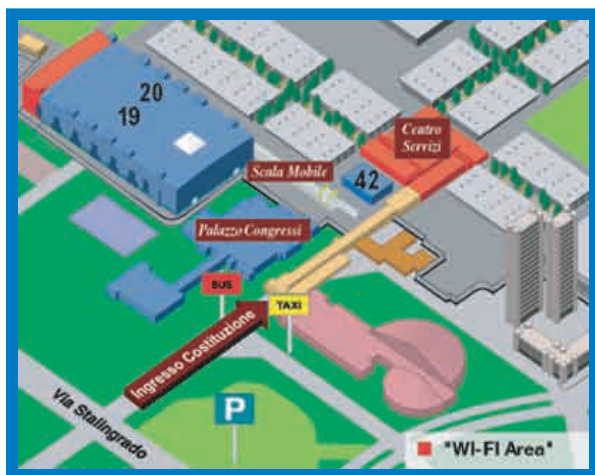 20
19
Centro
Servizi
Scala Mobile
42
Palazzo Congressi
BUS
TAXI
Ingresso Costituzione
P
Via Stalingrado
"WI-FI Area"